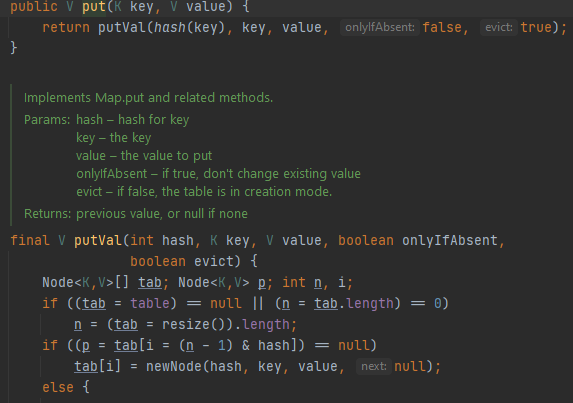 public V put(K key, V value) {
return putVal(hash(key), key, value, onlyIfAbsent: false, evict: true);
}
Implements Map.put and related methods.
Params: hash – hash for key
key – the key
value – the value to put
onlyIfAbsent – if true, don't change existing value
evict – if false, the table is in creation mode.
Returns: previous value, or null if none
final V putVal(int hash, K key, V value, boolean onlyIfAbsent,
boolean evict) {
Node<K,V>[] tab; Node<K,V> p; int n, i;
if ((tab = table) == null || (n = tab.length) == 0)
n = (tab = resize()).length;
if ((p = tab[i = (n - 1) & hash]) == null)
tab[i] = newNode(hash, key, value, next: null);
else {